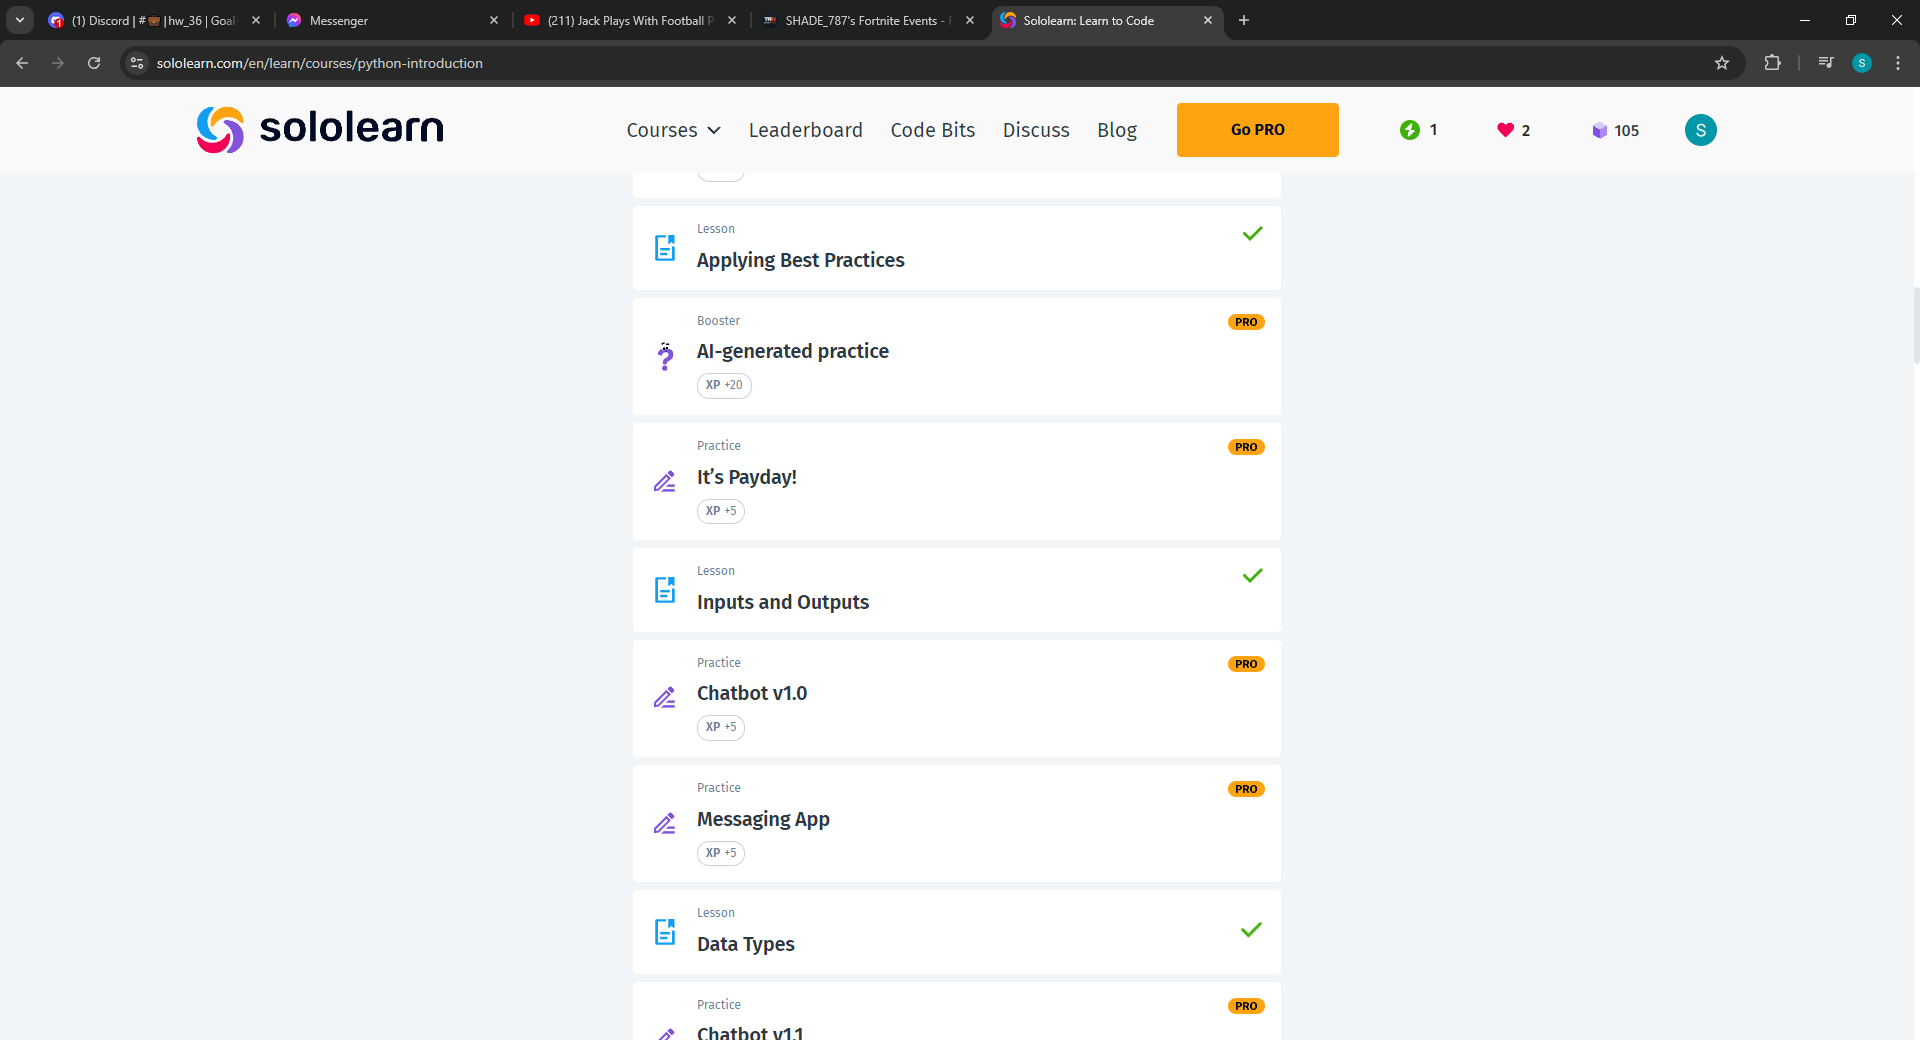 (1) Discord | # | hw_36 | Goal
Messenger
(211) Jack Plays With Football P
SHADE_787's Fortnite Events -
Sololearn: Learn to Code
sololearn.com/en/learn/courses/python-introduction
S
sololearn
Courses
Leaderboard
Code Bits
Discuss
Blog
Go PRO
1
2
105
S
Lesson
Applying Best Practices
Booster
PRO
AI-generated practice
XP +20
Practice
PRO
It’s Payday!
XP +5
Lesson
Inputs and Outputs
Practice
PRO
Chatbot v1.0
XP +5
Practice
PRO
Messaging App
XP +5
Lesson
Data Types
Practice
PRO
Chatbot v1.1